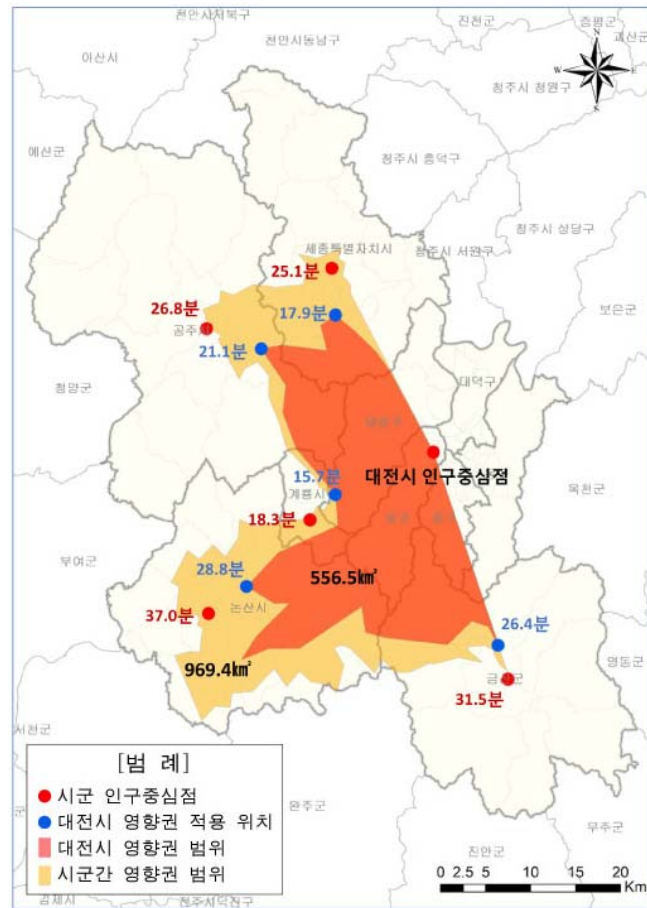 천안시서북구
진천군
증평군
괴산군
천안시동남구
아산시
N
W
E
S
청주시 청원구
예산군
청주시 흥덕구
청주시 상당구
세종특별자치시
청주시 서원구
25.1분
26.8분
17.9분
보은군
공주시
21.1분
대덕구
청양군
대전시 인구중심점
15.7분
계룡시
옥천군
18.3분
부여군
28.8분
556.5㎢
논산시
37.0분
26.4분
969.4㎢
영동군
금산군
31.5분
서천군
[범 례]
시군 인구중심점
대전시 영향권 적용 위치
대전시 영향권 범위
시군간 영향권 범위
완주군
무주군
진안군
0 2.5 5 10 15 20
Km
김제시
전주시덕진구